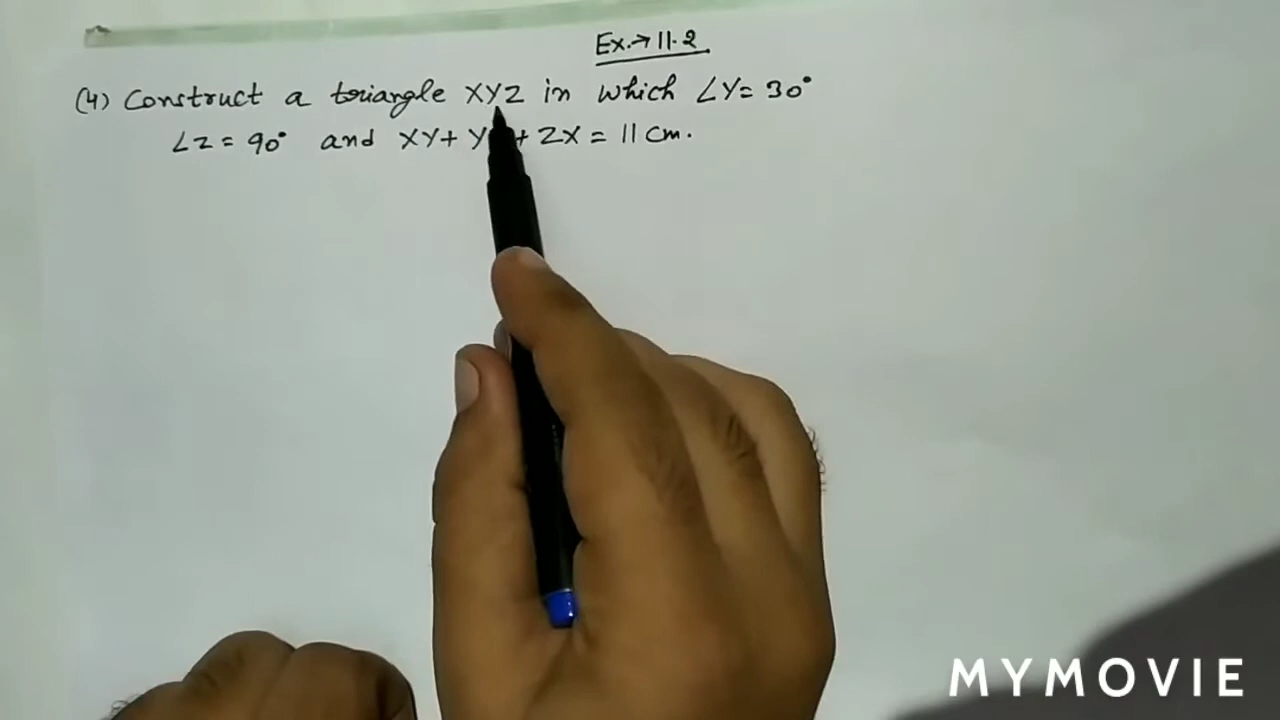 Ex.→ 11.2
(4) Construct a triangle XYZ in which ∠Y= 30°
∠Z = 90° and XY+ Y + ZX = 11 cm.
MYMOVIE